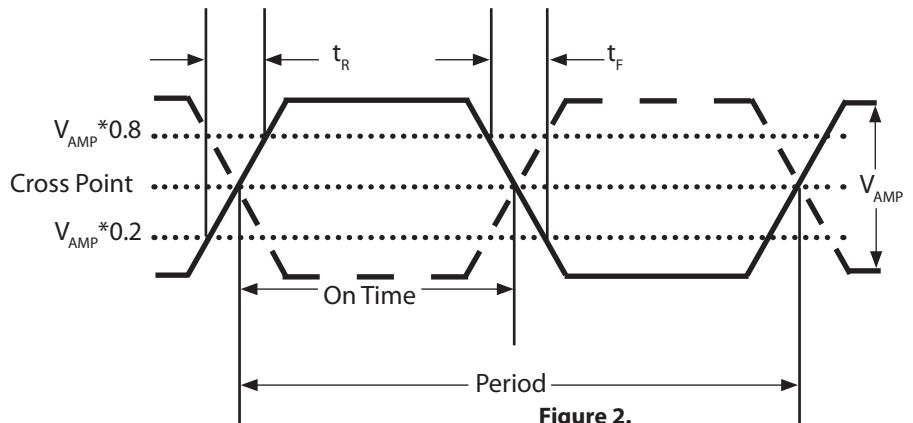 t_R
t_F
V_AMP*0.8
Cross Point
V_AMP
V_AMP*0.2
On Time
Period
Figure 2.